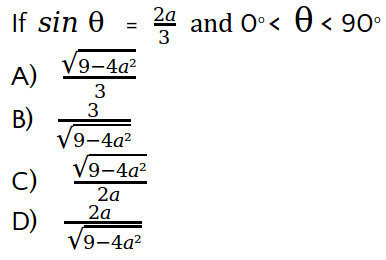 If sin θ = 2a/3 and 0°< θ < 90°
A) √9−4a²/3
B) 3/√9−4a²
C) √9−4a²/2a
D) 2a/√9−4a²